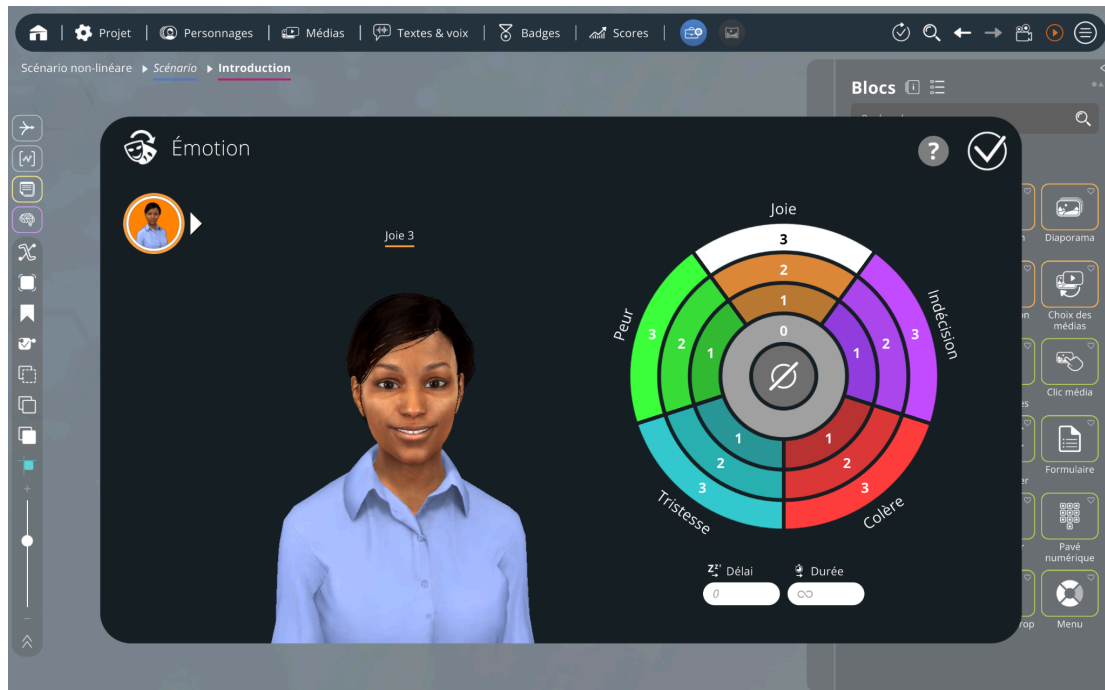 Projet | Personnages | Médias | Textes & voix | Badges | Scores |
Scénario non-linéare Scénario Introduction
Blocs
Émotion
?
Joie 3
Joie
3
2
1
0
Peur
3 2 1
Indécision
1 2 3
Tristesse
1
2
3
Colère
1
2
3
Délai
Durée
0
∞
Diaporama
Choix des
médias
Clic média
Formulaire
Pavé
numérique
Menu